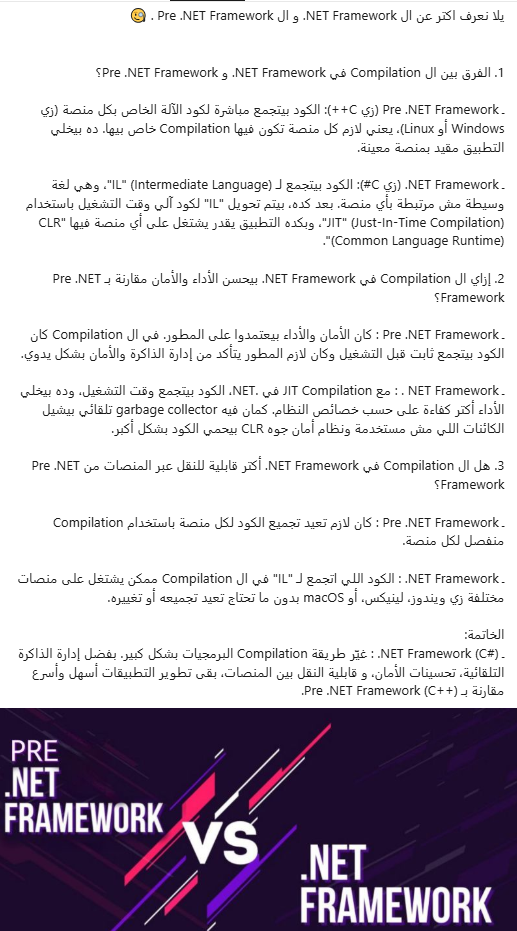 يلا نعرف اكتر عن ال NET Framework. و ال Pre .NET Framework . 🧐
1. الفرق بين ال Compilation في NET Framework. و Pre .NET Framework؟
ـ Pre .NET Framework (زي C++): الكود بيتجمع مباشرة لكود الآلة الخاص بكل منصة (زي
Windows أو Linux)، يعني لازم كل منصة تكون فيها Compilation خاص بيها. ده بيخلي
التطبيق مقيد بمنصة معينة.
ـ NET Framework. (زي C#): الكود بيتجمع لـ "IL" (Intermediate Language)، وهي لغة
وسيطة مش مرتبطة بأي منصة. بعد كده، بيتم تحويل "IL" لكود آلي وقت التشغيل باستخدام
"JIT" (Just-In-Time Compilation)، وبكده التطبيق يقدر يشتغل على أي منصة فيها "CLR
(Common Language Runtime)".
2. إزاي ال Compilation في NET Framework. بيحسن الأداء والأمان مقارنة بـ Pre .NET
Framework؟
ـ Pre .NET Framework : كان الأمان والأداء بيعتمدوا على المطور. في ال Compilation كان
الكود بيتجمع ثابت قبل التشغيل وكان لازم المطور يتأكد من إدارة الذاكرة والأمان بشكل يدوي.
ـ NET Framework . : مع JIT Compilation في .NET، الكود بيتجمع وقت التشغيل، وده بيخلي
الأداء أكتر كفاءة على حسب خصائص النظام. كمان فيه garbage collector تلقائي بيشيل
الكائنات اللي مش مستخدمة ونظام أمان جوه CLR بيحمي الكود بشكل أكبر.
3. هل ال Compilation في NET Framework. أكتر قابلية للنقل عبر المنصات من Pre .NET
Framework؟
ـ Pre .NET Framework : كان لازم تعيد تجميع الكود لكل منصة باستخدام Compilation
منفصل لكل منصة.
ـ NET Framework. : الكود اللي اتجمع لـ "IL" في ال Compilation ممكن يشتغل على منصات
مختلفة زي ويندوز، لينيكس، أو macOS بدون ما تحتاج تعيد تجميعه أو تغييره.
الخاتمة:
ـ NET Framework (C#). : غيّر طريقة Compilation البرمجيات بشكل كبير. بفضل إدارة الذاكرة
التلقائية، تحسينات الأمان، و قابلية النقل بين المنصات، بقى تطوير التطبيقات أسهل وأسرع
مقارنة بـ Pre .NET Framework (C++).
PRE
.NET
FRAMEWORK
VS
.NET
FRAMEWORK